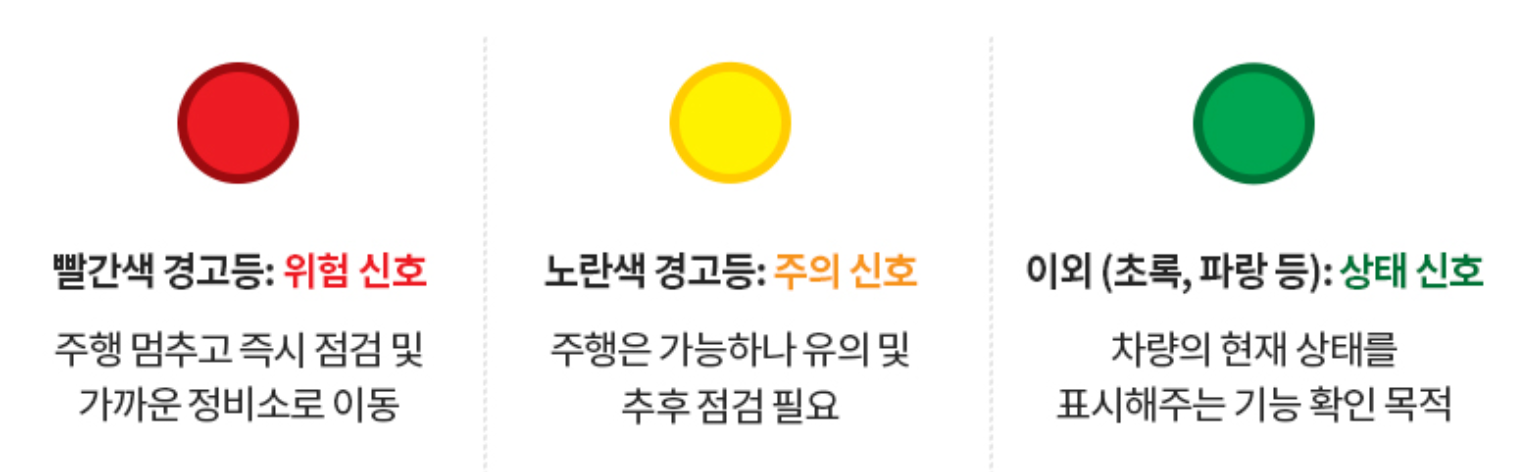 빨간색 경고등: 위험 신호
주행 멈추고 즉시 점검 및
가까운 정비소로 이동
노란색 경고등: 주의 신호
주행은 가능하나 유의 및
추후 점검 필요
이외 (초록, 파랑 등): 상태 신호
차량의 현재 상태를
표시해주는 기능 확인 목적